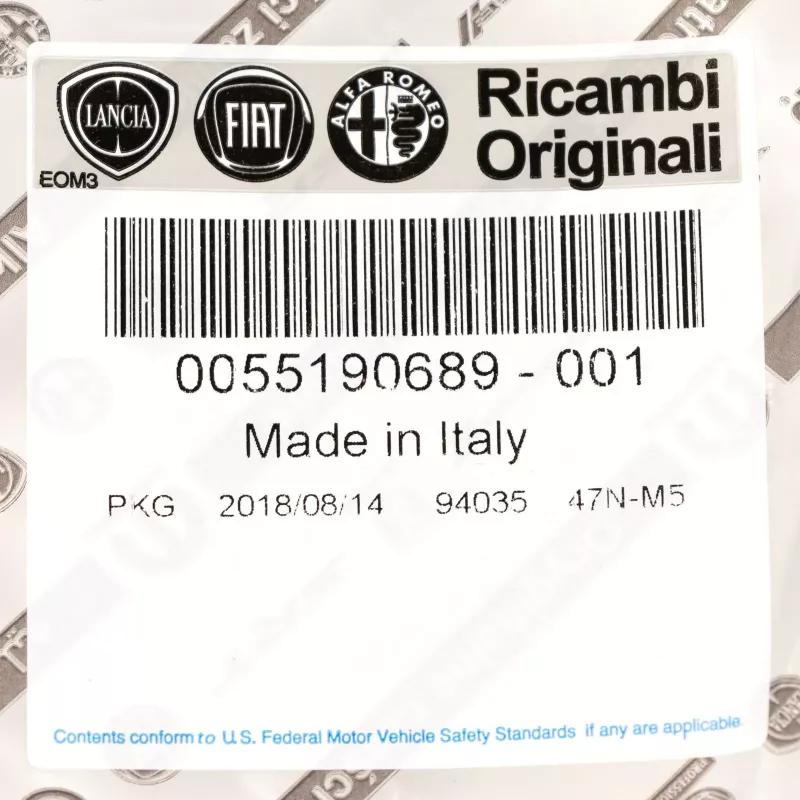 LANCIA
FIAT
ALFA ROMEO
Ricambi
Originali
EOM3
0055190689 - 001
Made in Italy
PKG 2018/08/14 94035 47N-M5
Contents conform to U.S. Federal Motor Vehicle Safety Standards if any are applicable.